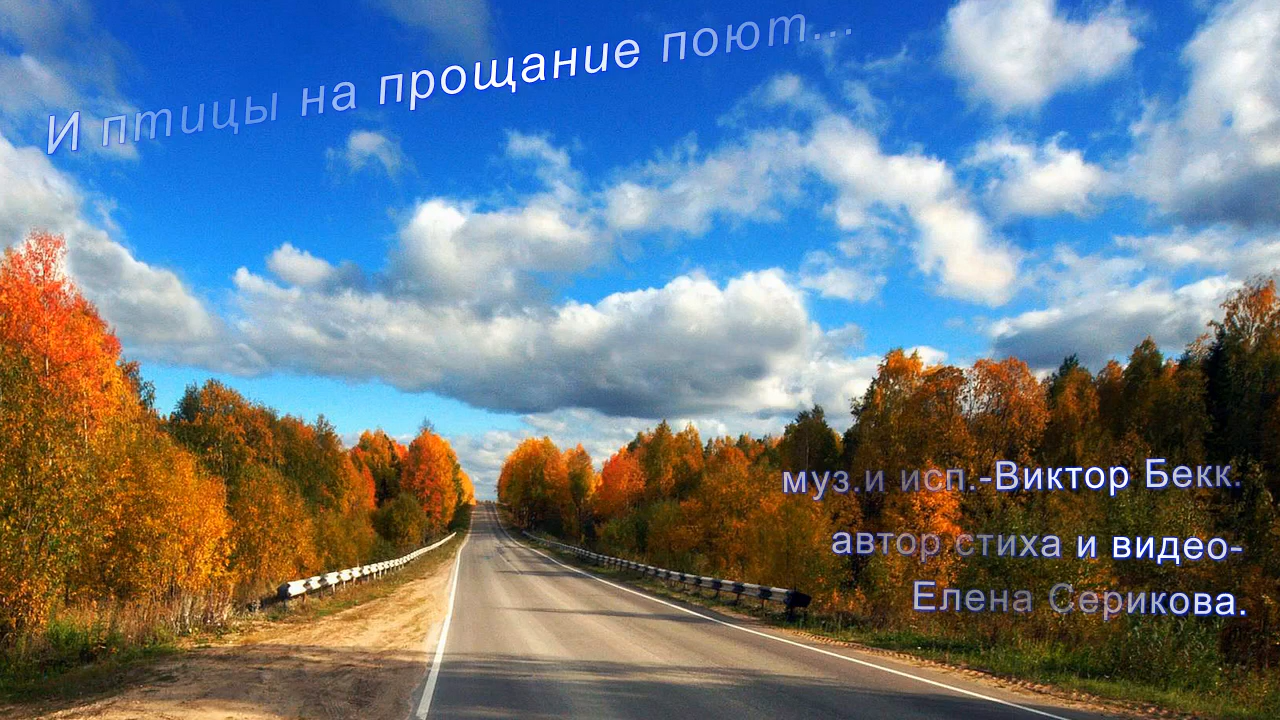 И птицы на прощание поют...
муз.и исп.-Виктор Бекк.
автор стиха и видео-
Елена Серикова.